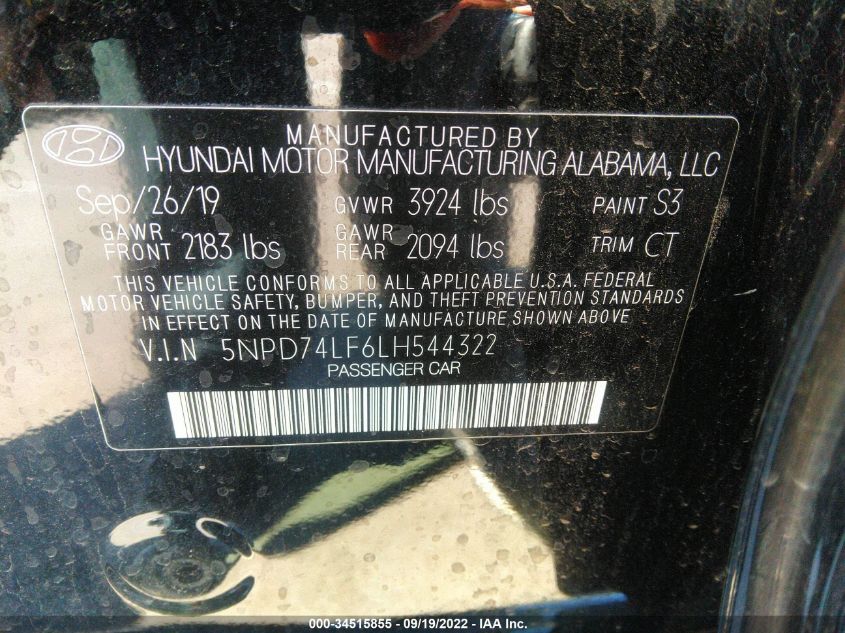 MANUFACTURED BY
HYUNDAI MOTOR MANUFACTURING ALABAMA, LLC
Sep/26/19 GVWR 3924 lbs PAINT S3
GAWR FRONT 2183 lbs GAWR REAR 2094 lbs TRIM CT
THIS VEHICLE CONFORMS TO ALL APPLICABLE U.S.A. FEDERAL
MOTOR VEHICLE SAFETY, BUMPER, AND THEFT PREVENTION STANDARDS
IN EFFECT ON THE DATE OF MANUFACTURE SHOWN ABOVE
V.I.N 5NPD74LF6LH544322
PASSENGER CAR
000-34515855 - 09/19/2022 - IAA Inc.